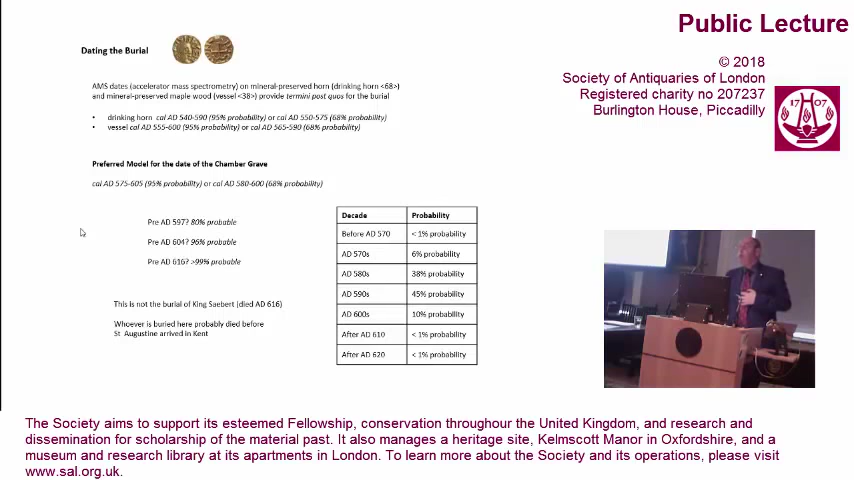 Public Lecture
© 2018
Society of Antiquaries of London
Registered charity no 207237
Burlington House, Piccadilly
1707
Dating the Burial
AMS dates (accelerator mass spectrometry) on mineral-preserved horn (drinking horn <68>)
and mineral-preserved maple wood (vessel <38>) provide termini post quos for the burial
• drinking horn cal AD 540-590 (95% probability) or cal AD 550-575 (68% probability)
• vessel cal AD 555-600 (95% probability) or cal AD 565-590 (68% probability)
Preferred Model for the date of the Chamber Grave
cal AD 575-605 (95% probability) or cal AD 580-600 (68% probability)
Pre AD 597? 80% probable
Pre AD 604? 96% probable
Pre AD 616? >99% probable
This is not the burial of King Saebert (died AD 616)
Whoever is buried here probably died before
St Augustine arrived in Kent
Decade Probability
Before AD 570 < 1% probability
AD 570s 6% probability
AD 580s 38% probability
AD 590s 45% probability
AD 600s 10% probability
After AD 610 < 1% probability
After AD 620 < 1% probability
The Society aims to support its esteemed Fellowship, conservation throughour the United Kingdom, and research and
dissemination for scholarship of the material past. It also manages a heritage site, Kelmscott Manor in Oxfordshire, and a
museum and research library at its apartments in London. To learn more about the Society and its operations, please visit
www.sal.org.uk.